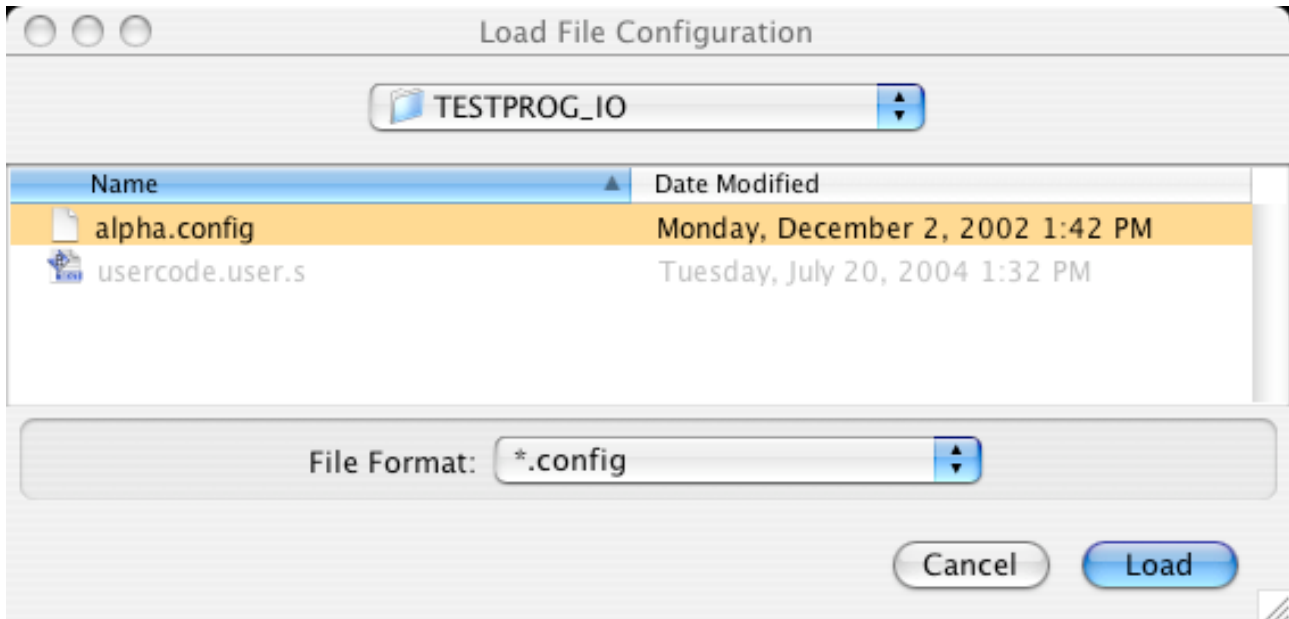 Load File Configuration
TESTPROG_IO
Name Date Modified
alpha.config Monday, December 2, 2002 1:42 PM
usercode.user.s Tuesday, July 20, 2004 1:32 PM
File Format: *.config
Cancel Load